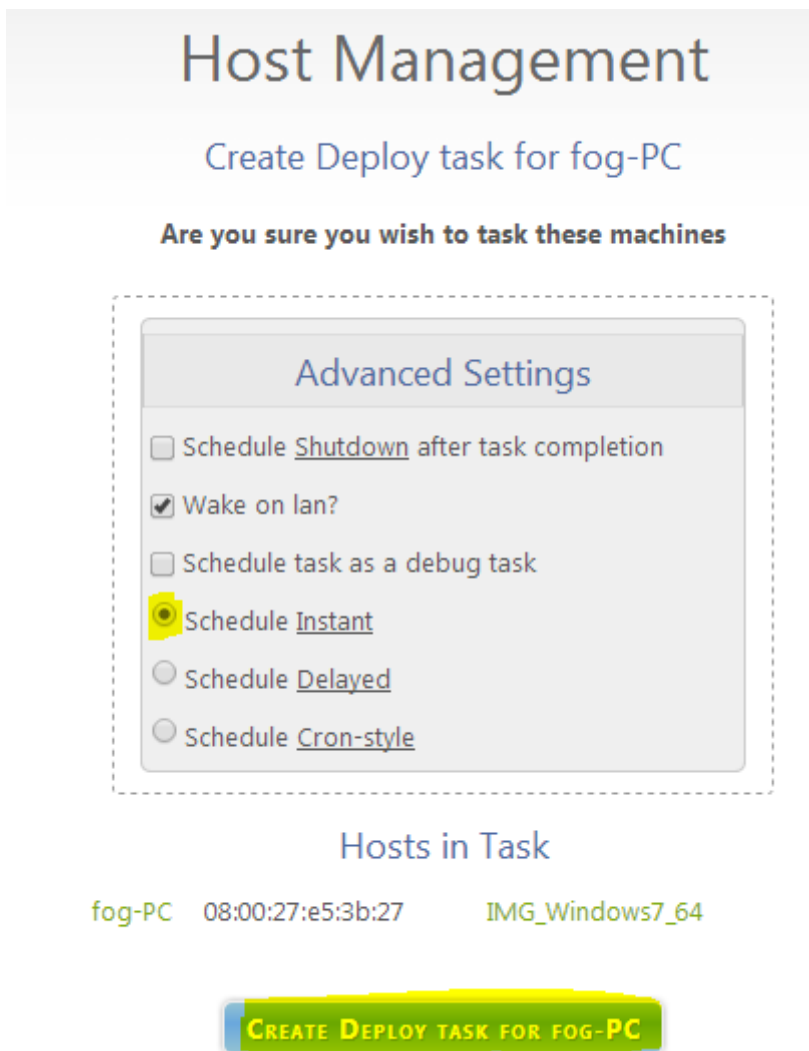 Host Management
Create Deploy task for fog-PC
Are you sure you wish to task these machines
Advanced Settings
Schedule Shutdown after task completion
Wake on lan?
Schedule task as a debug task
Schedule Instant
Schedule Delayed
Schedule Cron-style
Hosts in Task
fog-PC 08:00:27:e5:3b:27 IMG_Windows7_64
CREATE DEPLOY TASK FOR FOG-PC